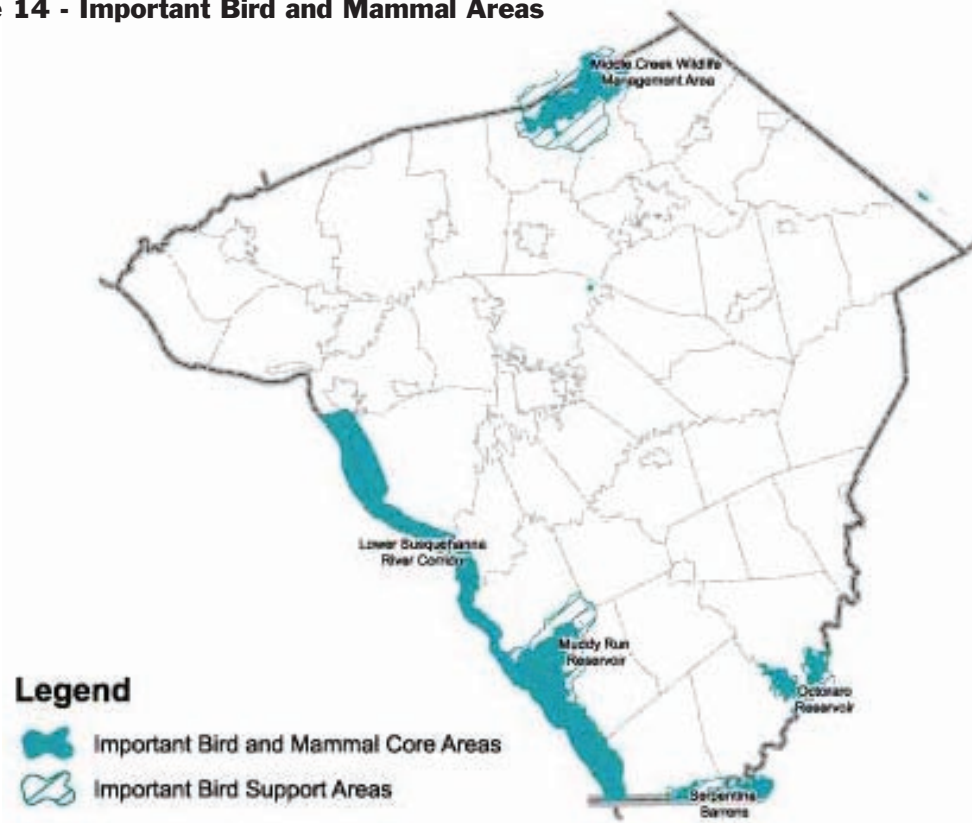 e 14 - Important Bird and Mammal Areas
Middle Creek Wildlife
Management Area
Lower Susquehanna
River Corridor
Muddy Run
Reservoir
Octoraro
Reservoir
Serpentine
Barrens
Legend
Important Bird and Mammal Core Areas
Important Bird Support Areas